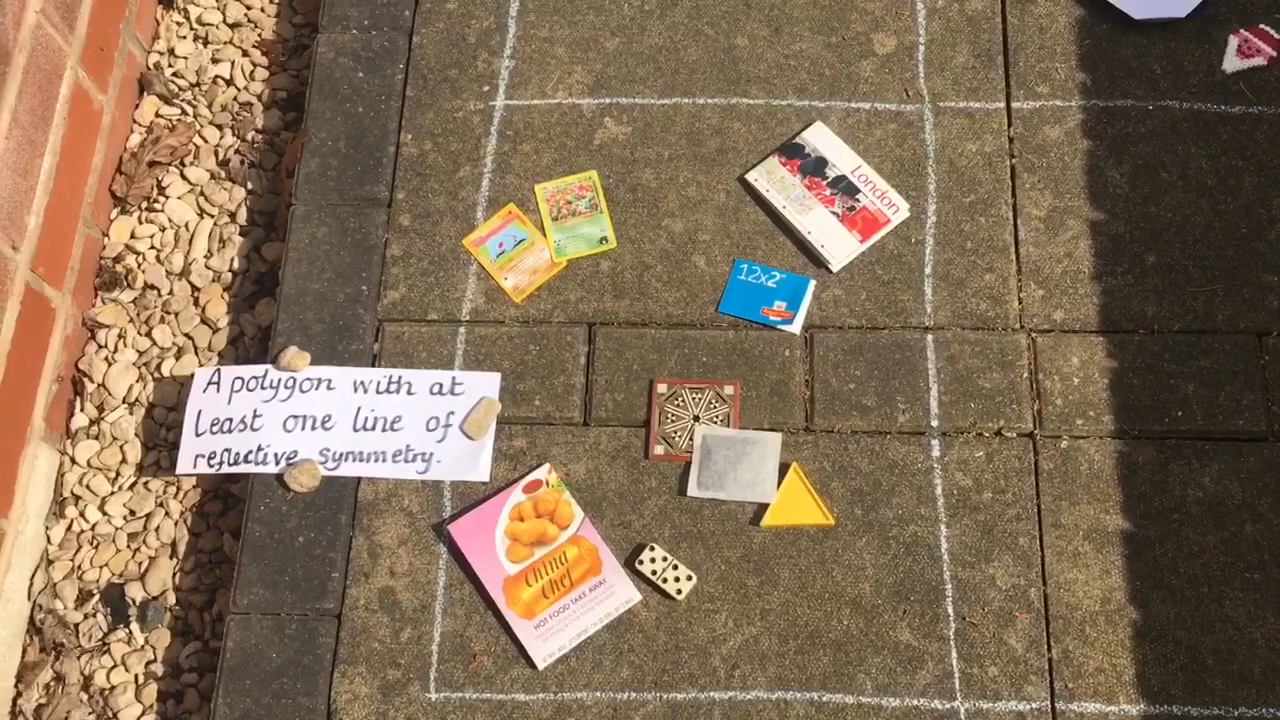 London
12x2
A polygon with at
least one line of
reflective symmetry.
China
Chef
HOT FOOD TAKE AWAY